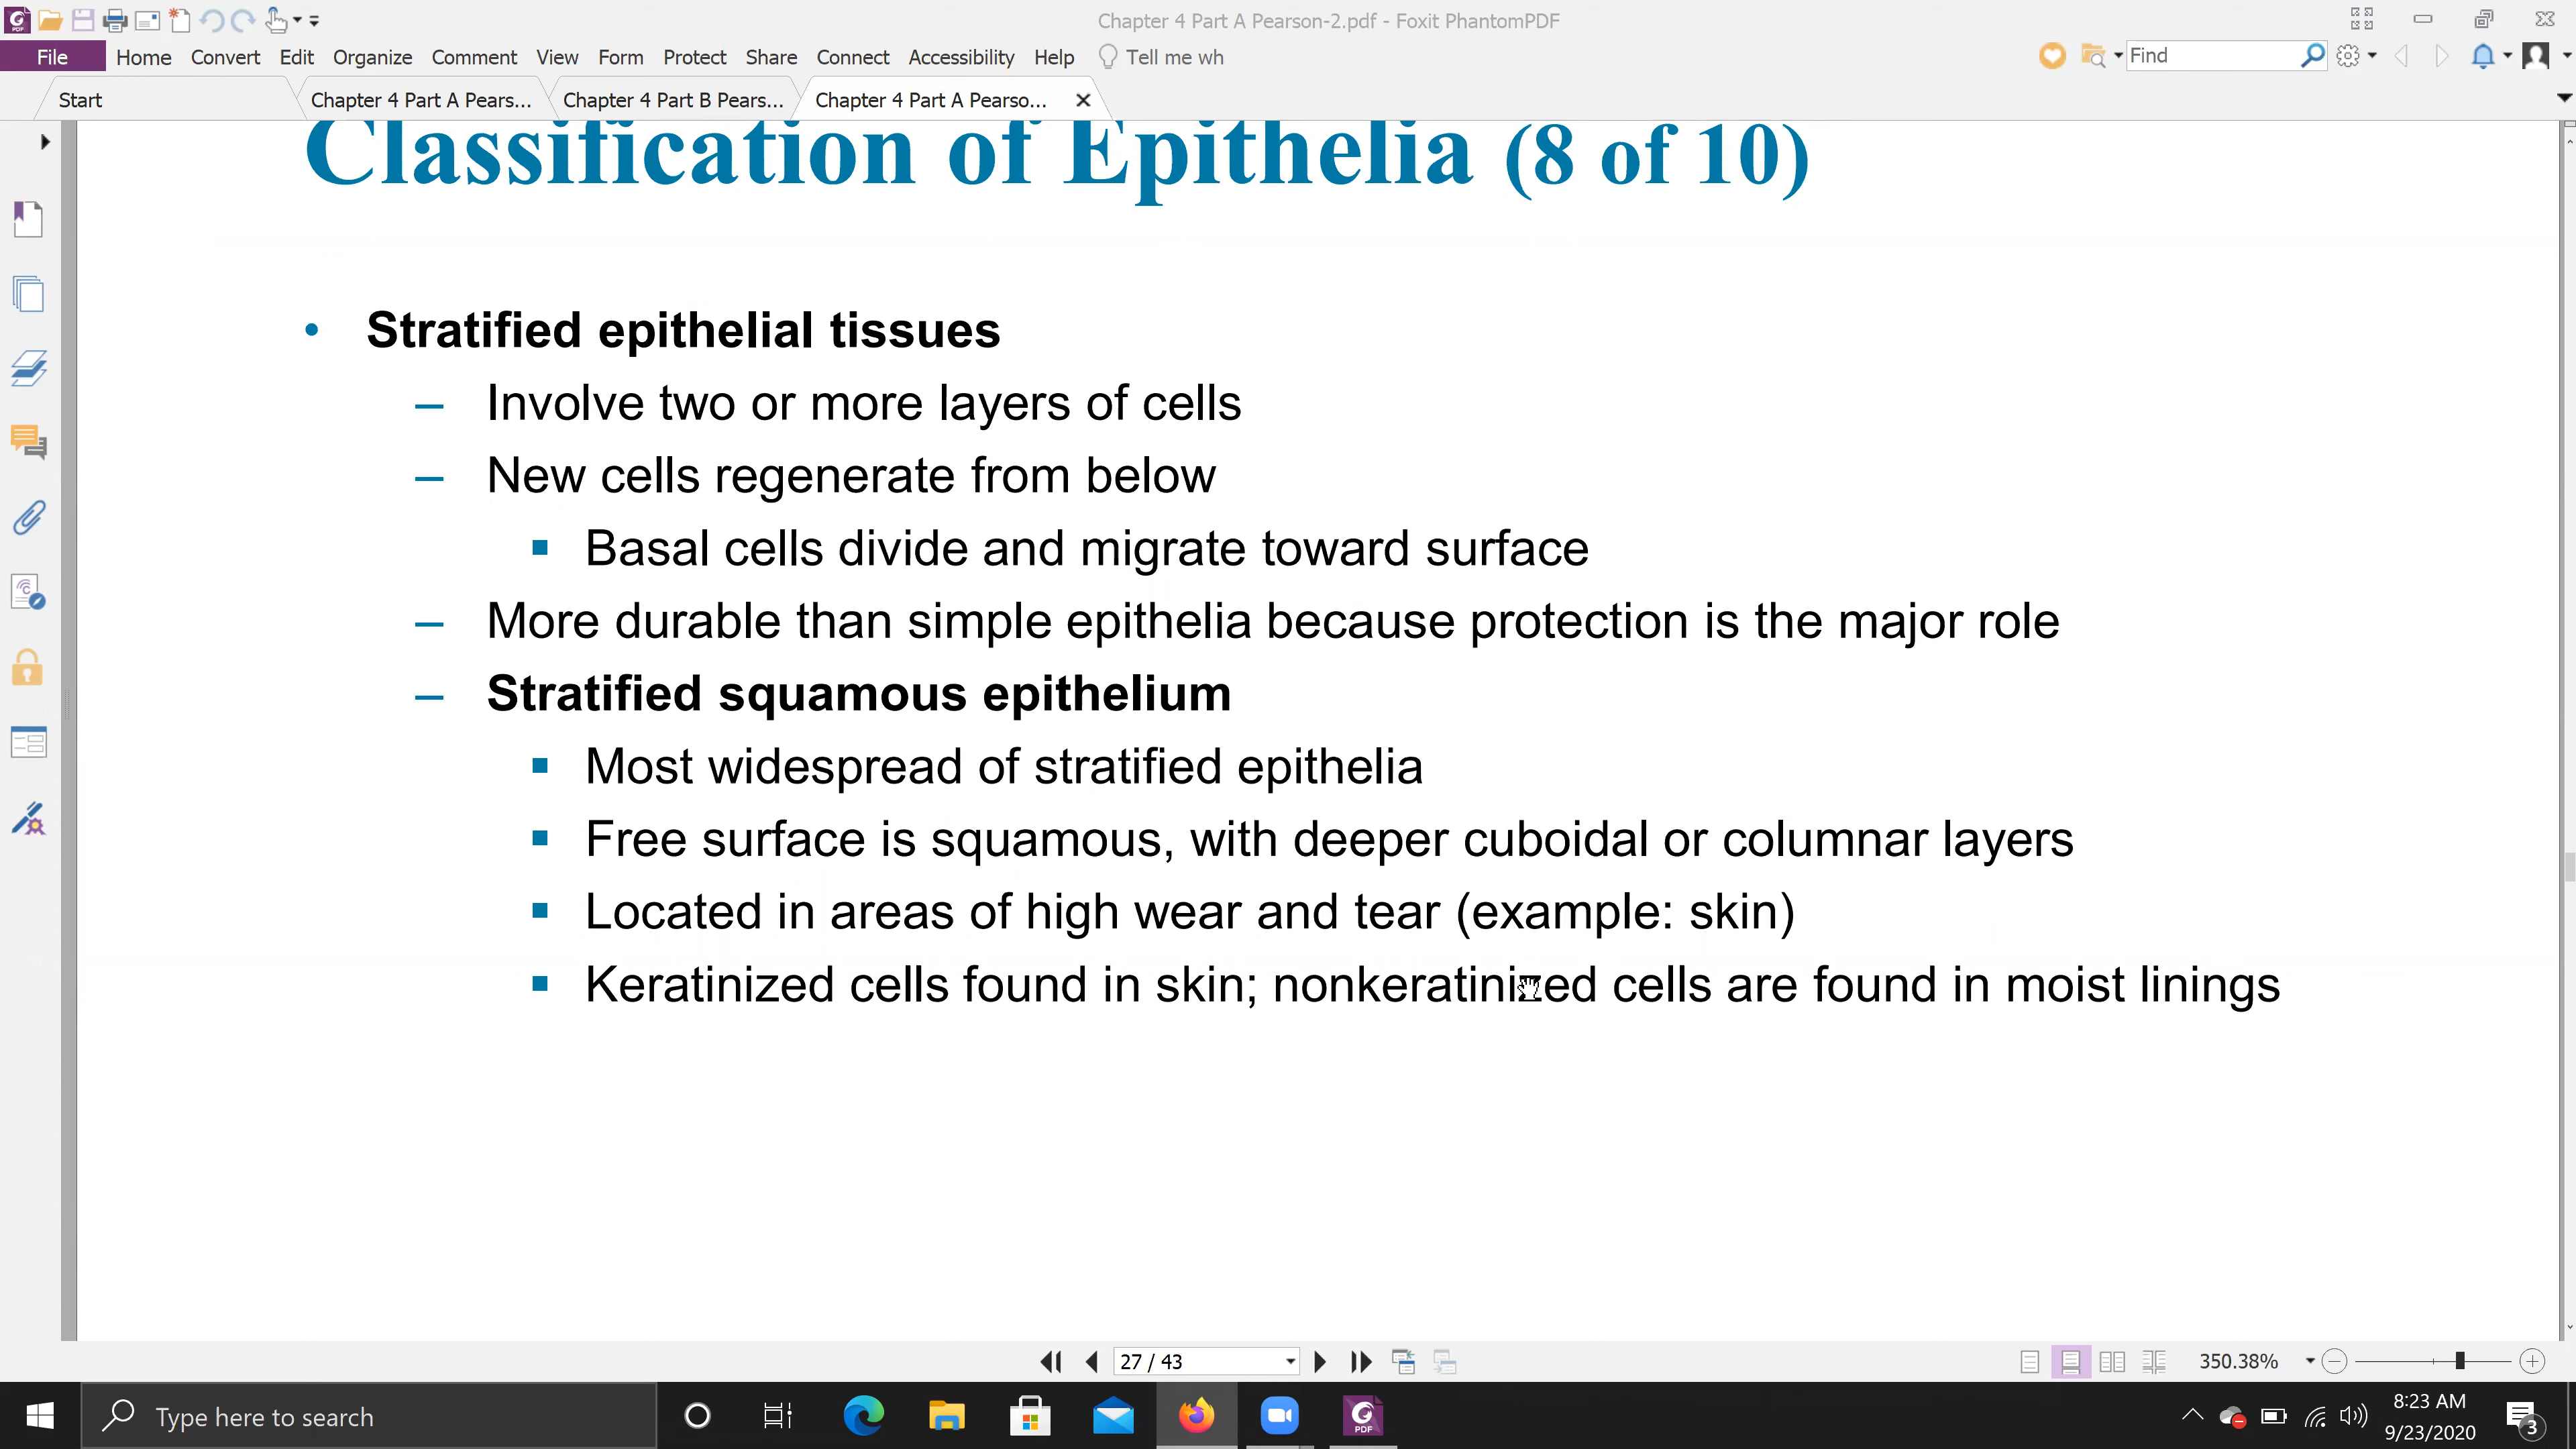 Chapter 4 Part A Pearson-2.pdf - Foxit PhantomPDF
File Home Convert Edit Organize Comment View Form Protect Share Connect Accessibility Help Tell me wh Find
Start Chapter 4 Part A Pears... Chapter 4 Part B Pears... Chapter 4 Part A Pearso...
Classification of Epithelia (8 of 10)
• Stratified epithelial tissues
– Involve two or more layers of cells
– New cells regenerate from below
▪ Basal cells divide and migrate toward surface
– More durable than simple epithelia because protection is the major role
– Stratified squamous epithelium
▪ Most widespread of stratified epithelia
▪ Free surface is squamous, with deeper cuboidal or columnar layers
▪ Located in areas of high wear and tear (example: skin)
▪ Keratinized cells found in skin; nonkeratinized cells are found in moist linings
27 / 43
350.38%
Type here to search
PDF
8:23 AM
9/23/2020
3